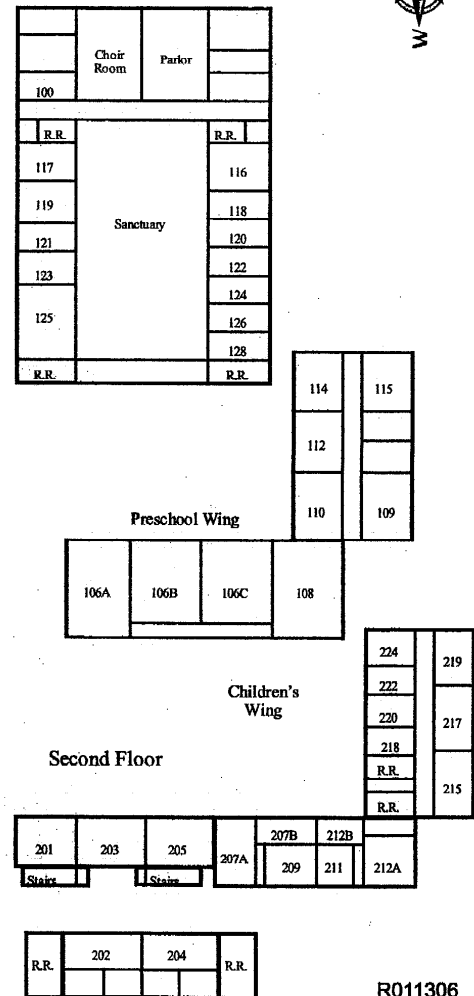 W
Choir
Room
Parlor
100
R.R.
R.R.
117
116
119
118
Sanctuary
120
121
122
123
124
125
126
128
R.R.
R.R.
114
115
112
110
109
Preschool Wing
106A
106B
106C
108
224
219
222
Children's
Wing
220
217
218
Second Floor
R.R.
215
R.R.
207B
212B
201
203
205
207A
209
211
212A
Stairs
Stairs
202
204
R.R.
R.R.
R011306